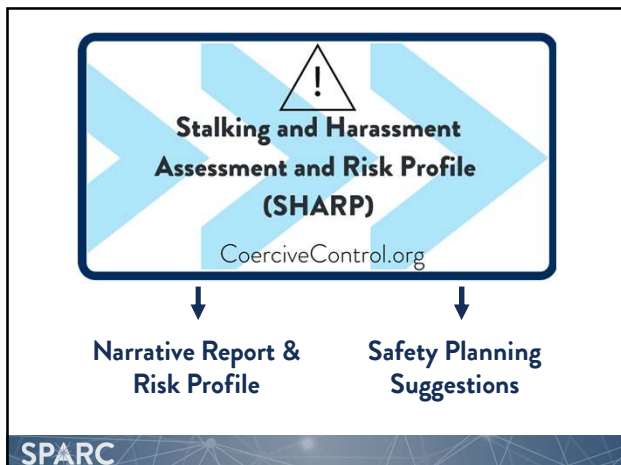 !
Stalking and Harassment
Assessment and Risk Profile
(SHARP)
CoerciveControl.org
Narrative Report &
Risk Profile
Safety Planning
Suggestions
SPARC